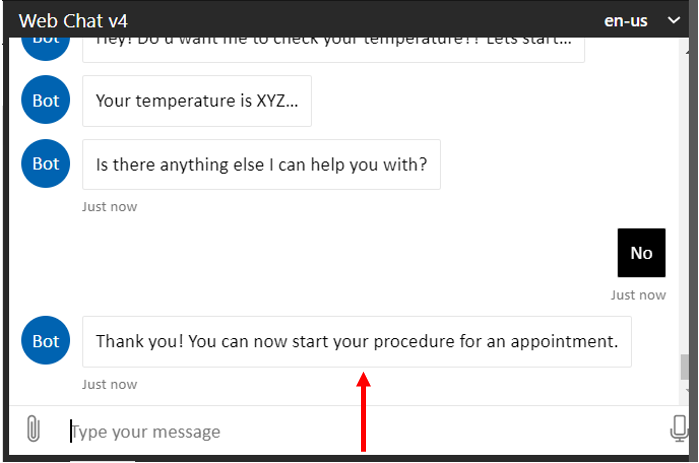 Web Chat v4 en-us
Bot Hey! Do u want me to check your temperature?? Lets start...
Bot Your temperature is XYZ...
Bot Is there anything else I can help you with?
Just now
No
Just now
Bot Thank you! You can now start your procedure for an appointment.
Just now
Type your message